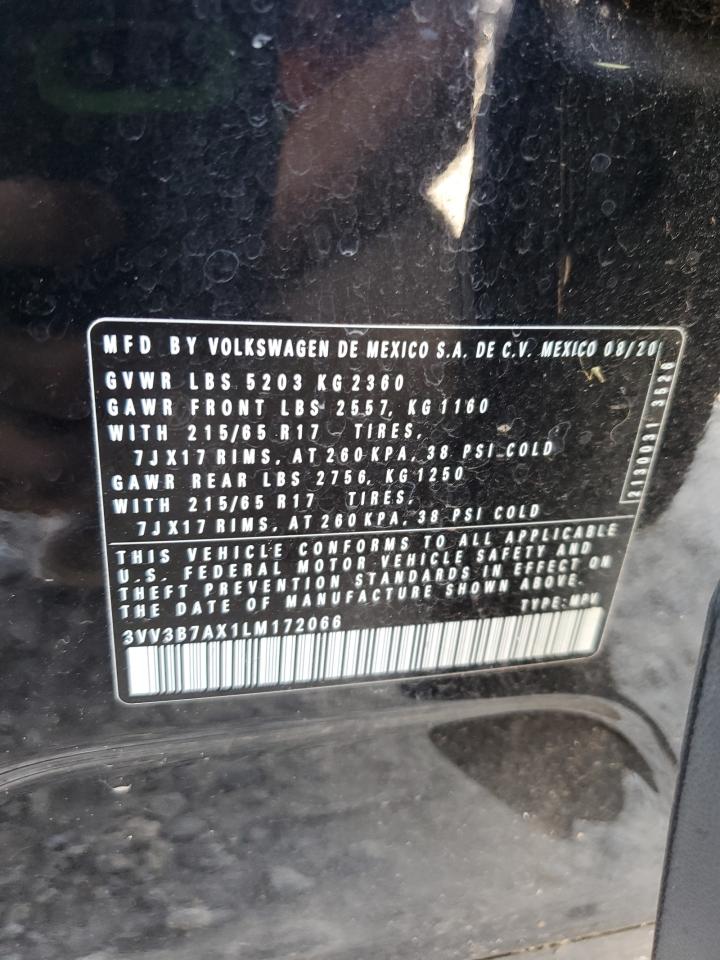 MFD BY VOLKSWAGEN DE MEXICO S.A. DE C.V. MEXICO 08/20
GVWR LBS 5203 KG 2360
GAWR FRONT LBS 2557, KG 1160
WITH 215/65 R17 TIRES,
7JX17 RIMS, AT 260 KPA, 38 PSI COLD
GAWR REAR LBS 2756, KG 1250
WITH 215/65 R17 TIRES,
7JX17 RIMS, AT 260 KPA, 38 PSI COLD
2130031 3526
THIS VEHICLE CONFORMS TO ALL APPLICABLE
U.S. FEDERAL MOTOR VEHICLE SAFETY AND
THEFT PREVENTION STANDARDS IN EFFECT ON
THE DATE OF MANUFACTURE SHOWN ABOVE.
3VV3B7AX1LM172066 TYPE: MPV